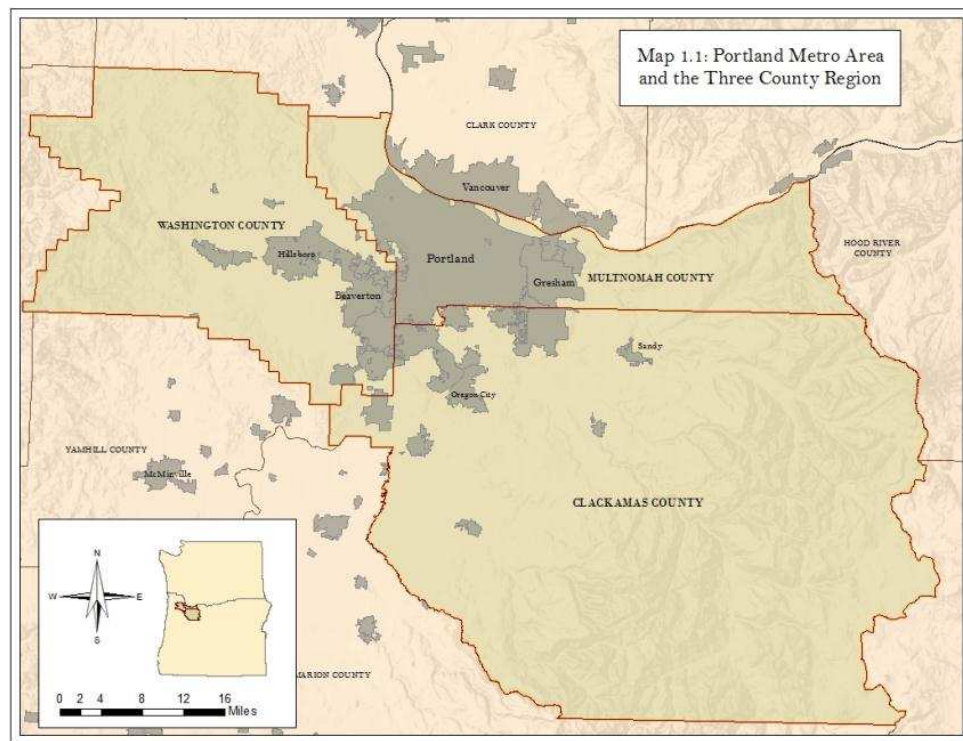 Map 1.1: Portland Metro Area
and the Three County Region
CLARK COUNTY
Vancouver
WASHINGTON COUNTY
HOOD RIVER
COUNTY
Hillsboro
Portland
MULTNOMAH COUNTY
Gresham
Beaverton
Sandy
Oregon City
YAMHILL COUNTY
McMinville
CLACKAMAS COUNTY
N
W
E
S
MARION COUNTY
0 2 4 8 12 16
Miles